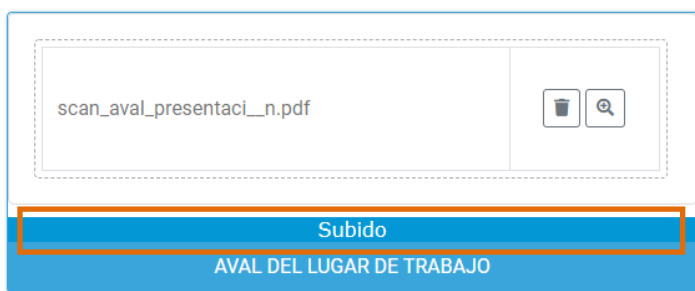 scan_aval_presentaci__n.pdf
Subido
AVAL DEL LUGAR DE TRABAJO